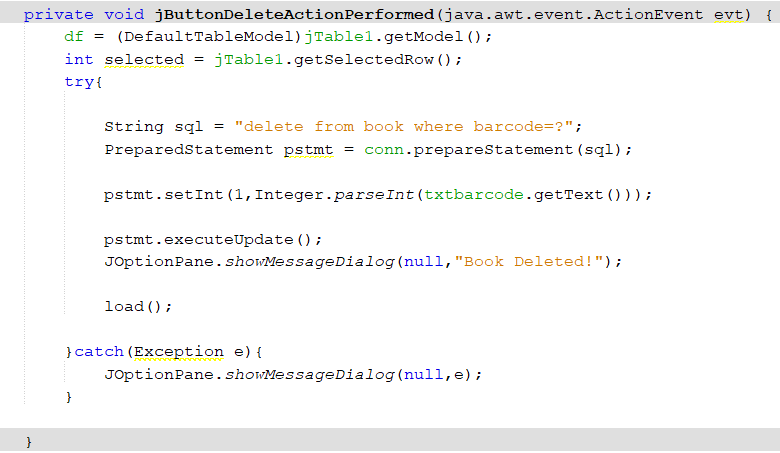 private void jButtonDeleteActionPerformed(java.awt.event.ActionEvent evt) {
df = (DefaultTableModel)jTable1.getModel();
int selected = jTable1.getSelectedRow();
try{
String sql = "delete from book where barcode=?";
PreparedStatement pstmt = conn.prepareStatement(sql);
pstmt.setInt(1,Integer.parseInt(txtbarcode.getText()));
pstmt.executeUpdate();
JOptionPane.showMessageDialog(null,"Book Deleted!");
load();
}catch(Exception e){
JOptionPane.showMessageDialog(null,e);
}
}